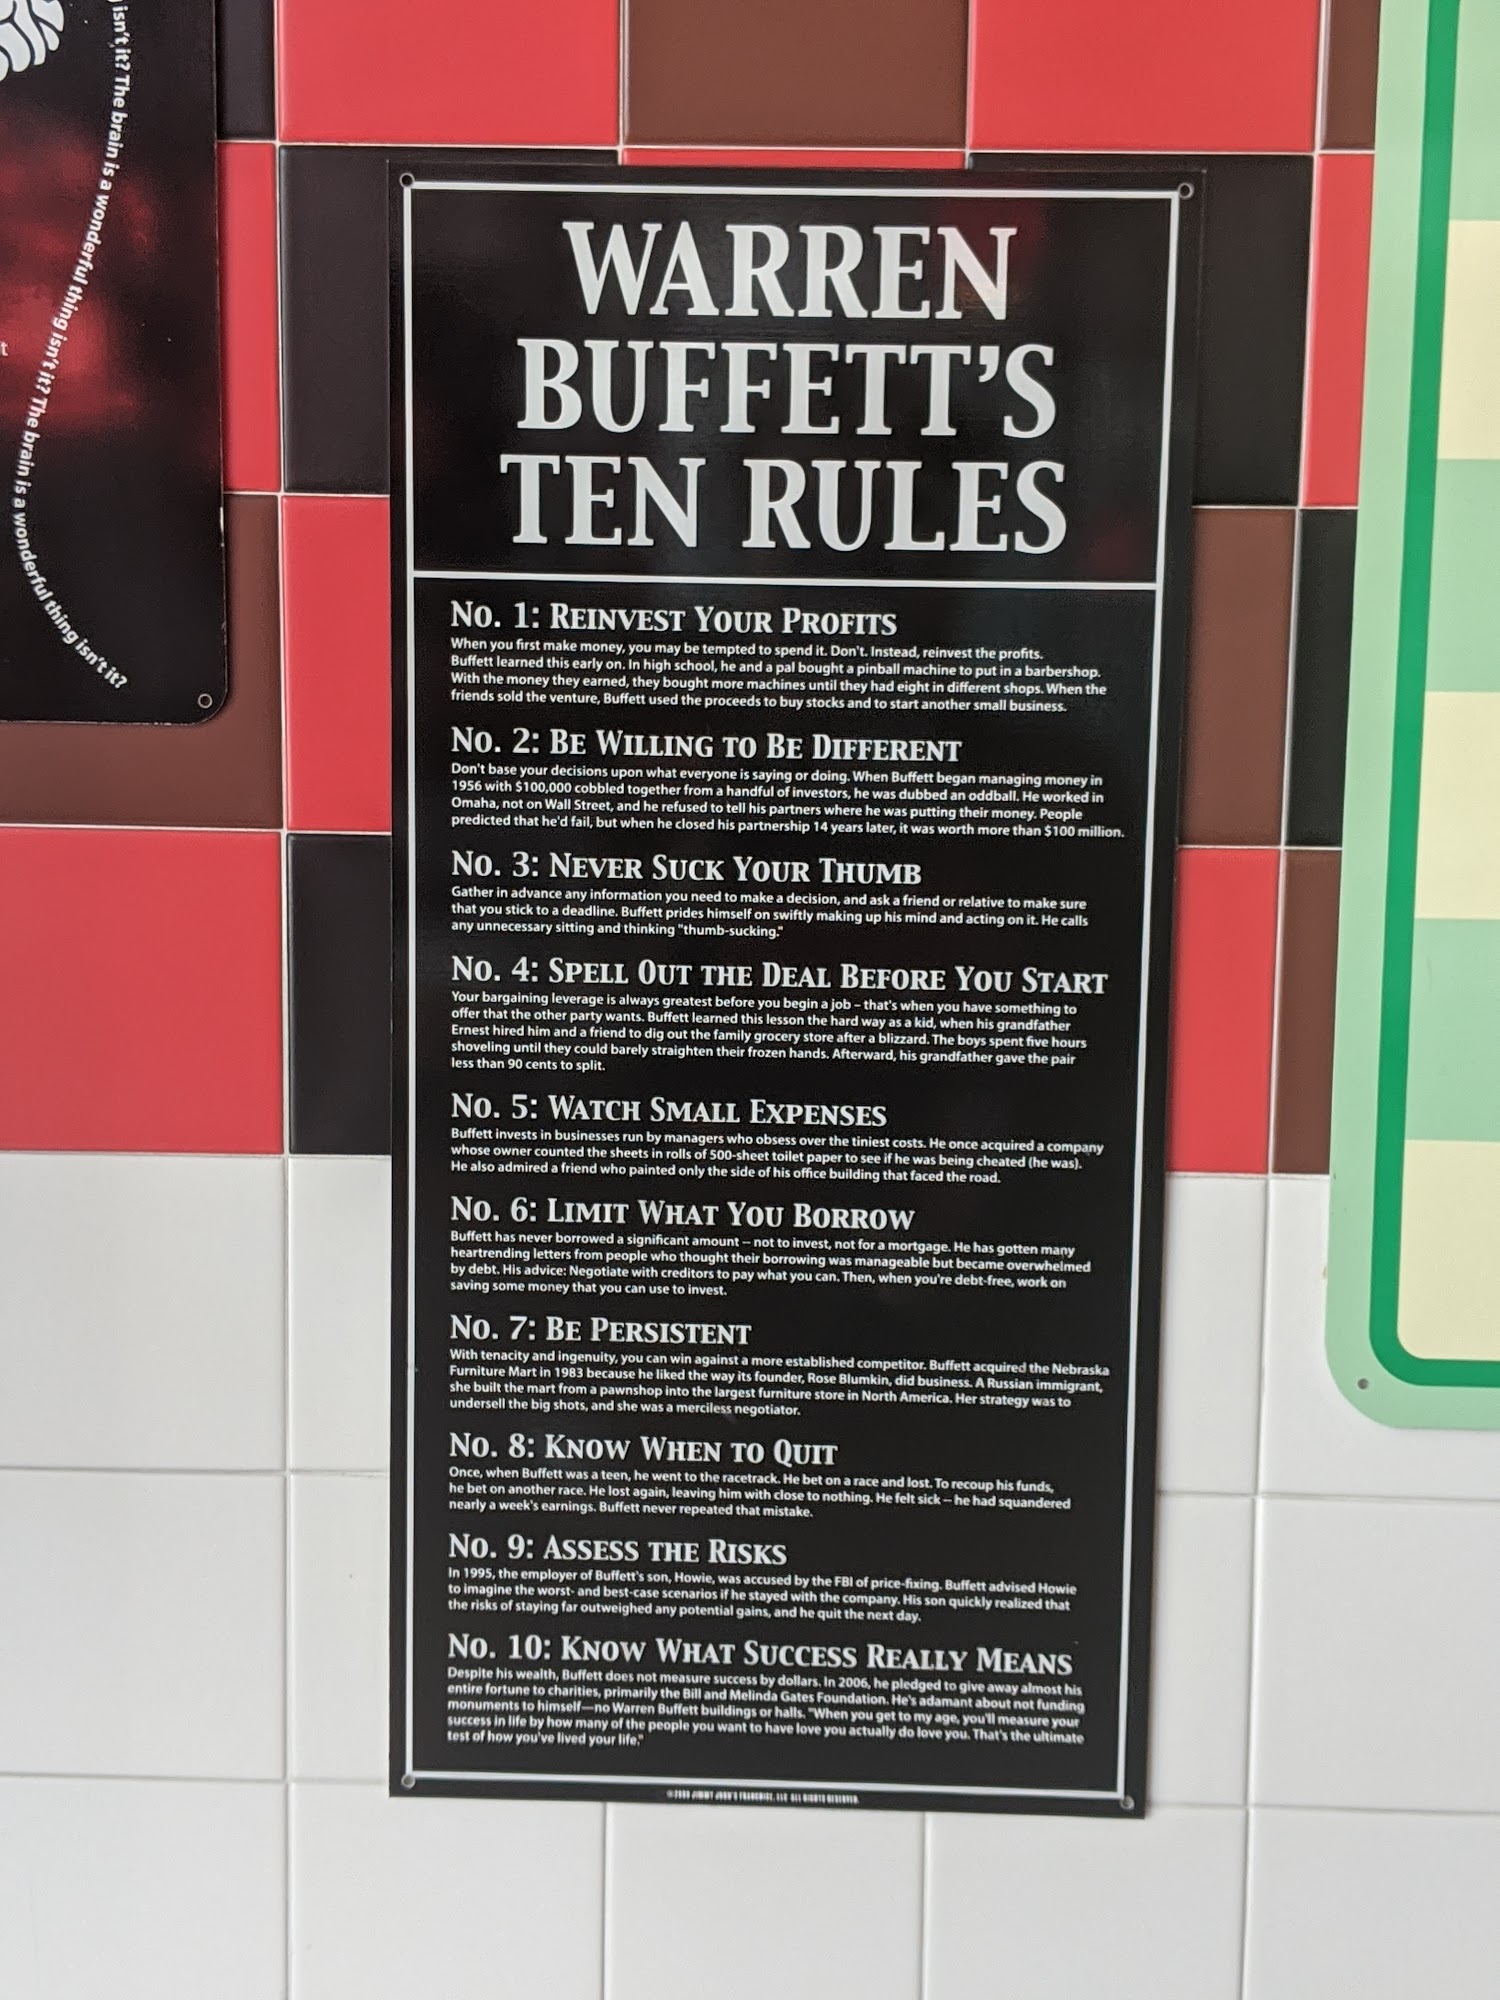 isn't it? The brain is a wonderful thing isn't it? The brain is a wonderful thing isn't it?
t
WARREN
BUFFETT'S
TEN RULES
No. 1: Reinvest Your Profits
When you first make money, you may be tempted to spend it. Don't. Instead, reinvest the profits.
Buffett learned this early on. In high school, he and a pal bought a pinball machine to put in a barbershop.
With the money they earned, they bought more machines until they had eight in different shops. When the
friends sold the venture, Buffett used the proceeds to buy stocks and to start another small business.
No. 2: Be Willing to Be Different
Don't base your decisions upon what everyone is saying or doing. When Buffett began managing money in
1956 with $100,000 cobbled together from a handful of investors, he was dubbed an oddball. He worked in
Omaha, not on Wall Street, and he refused to tell his partners where he was putting their money. People
predicted that he'd fail, but when he closed his partnership 14 years later, it was worth more than $100 million.
No. 3: Never Suck Your Thumb
Gather in advance any information you need to make a decision, and ask a friend or relative to make sure
that you stick to a deadline. Buffett prides himself on swiftly making up his mind and acting on it. He calls
any unnecessary sitting and thinking "thumb-sucking."
No. 4: Spell Out the Deal Before You Start
Your bargaining leverage is always greatest before you begin a job – that's when you have something to
offer that the other party wants. Buffett learned this lesson the hard way as a kid, when his grandfather
Ernest hired him and a friend to dig out the family grocery store after a blizzard. The boys spent five hours
shoveling until they could barely straighten their frozen hands. Afterward, his grandfather gave the pair
less than 90 cents to split.
No. 5: Watch Small Expenses
Buffett invests in businesses run by managers who obsess over the tiniest costs. He once acquired a company
whose owner counted the sheets in rolls of 500-sheet toilet paper to see if he was being cheated (he was).
He also admired a friend who painted only the side of his office building that faced the road.
No. 6: Limit What You Borrow
Buffett has never borrowed a significant amount – not to invest, not for a mortgage. He has gotten many
heartrending letters from people who thought their borrowing was manageable but became overwhelmed
by debt. His advice: Negotiate with creditors to pay what you can. Then, when you're debt-free, work on
saving some money that you can use to invest.
No. 7: Be Persistent
With tenacity and ingenuity, you can win against a more established competitor. Buffett acquired the Nebraska
Furniture Mart in 1983 because he liked the way its founder, Rose Blumkin, did business. A Russian immigrant,
she built the mart from a pawnshop into the largest furniture store in North America. Her strategy was to
undersell the big shots, and she was a merciless negotiator.
No. 8: Know When to Quit
Once, when Buffett was a teen, he went to the racetrack. He bet on a race and lost. To recoup his funds,
he bet on another race. He lost again, leaving him with close to nothing. He felt sick – he had squandered
nearly a week's earnings. Buffett never repeated that mistake.
No. 9: Assess the Risks
In 1995, the employer of Buffett's son, Howie, was accused by the FBI of price-fixing. Buffett advised Howie
to imagine the worst- and best-case scenarios if he stayed with the company. His son quickly realized that
the risks of staying far outweighed any potential gains, and he quit the next day.
No. 10: Know What Success Really Means
Despite his wealth, Buffett does not measure success by dollars. In 2006, he pledged to give away almost his
entire fortune to charities, primarily the Bill and Melinda Gates Foundation. He's adamant about not funding
monuments to himself—no Warren Buffett buildings or halls. "When you get to my age, you'll measure your
success in life by how many of the people you want to have love you actually do love you. That's the ultimate
test of how you've lived your life."
JIMMY JOHN'S FRANCHISE, LLC ALL RIGHTS RESERVED.